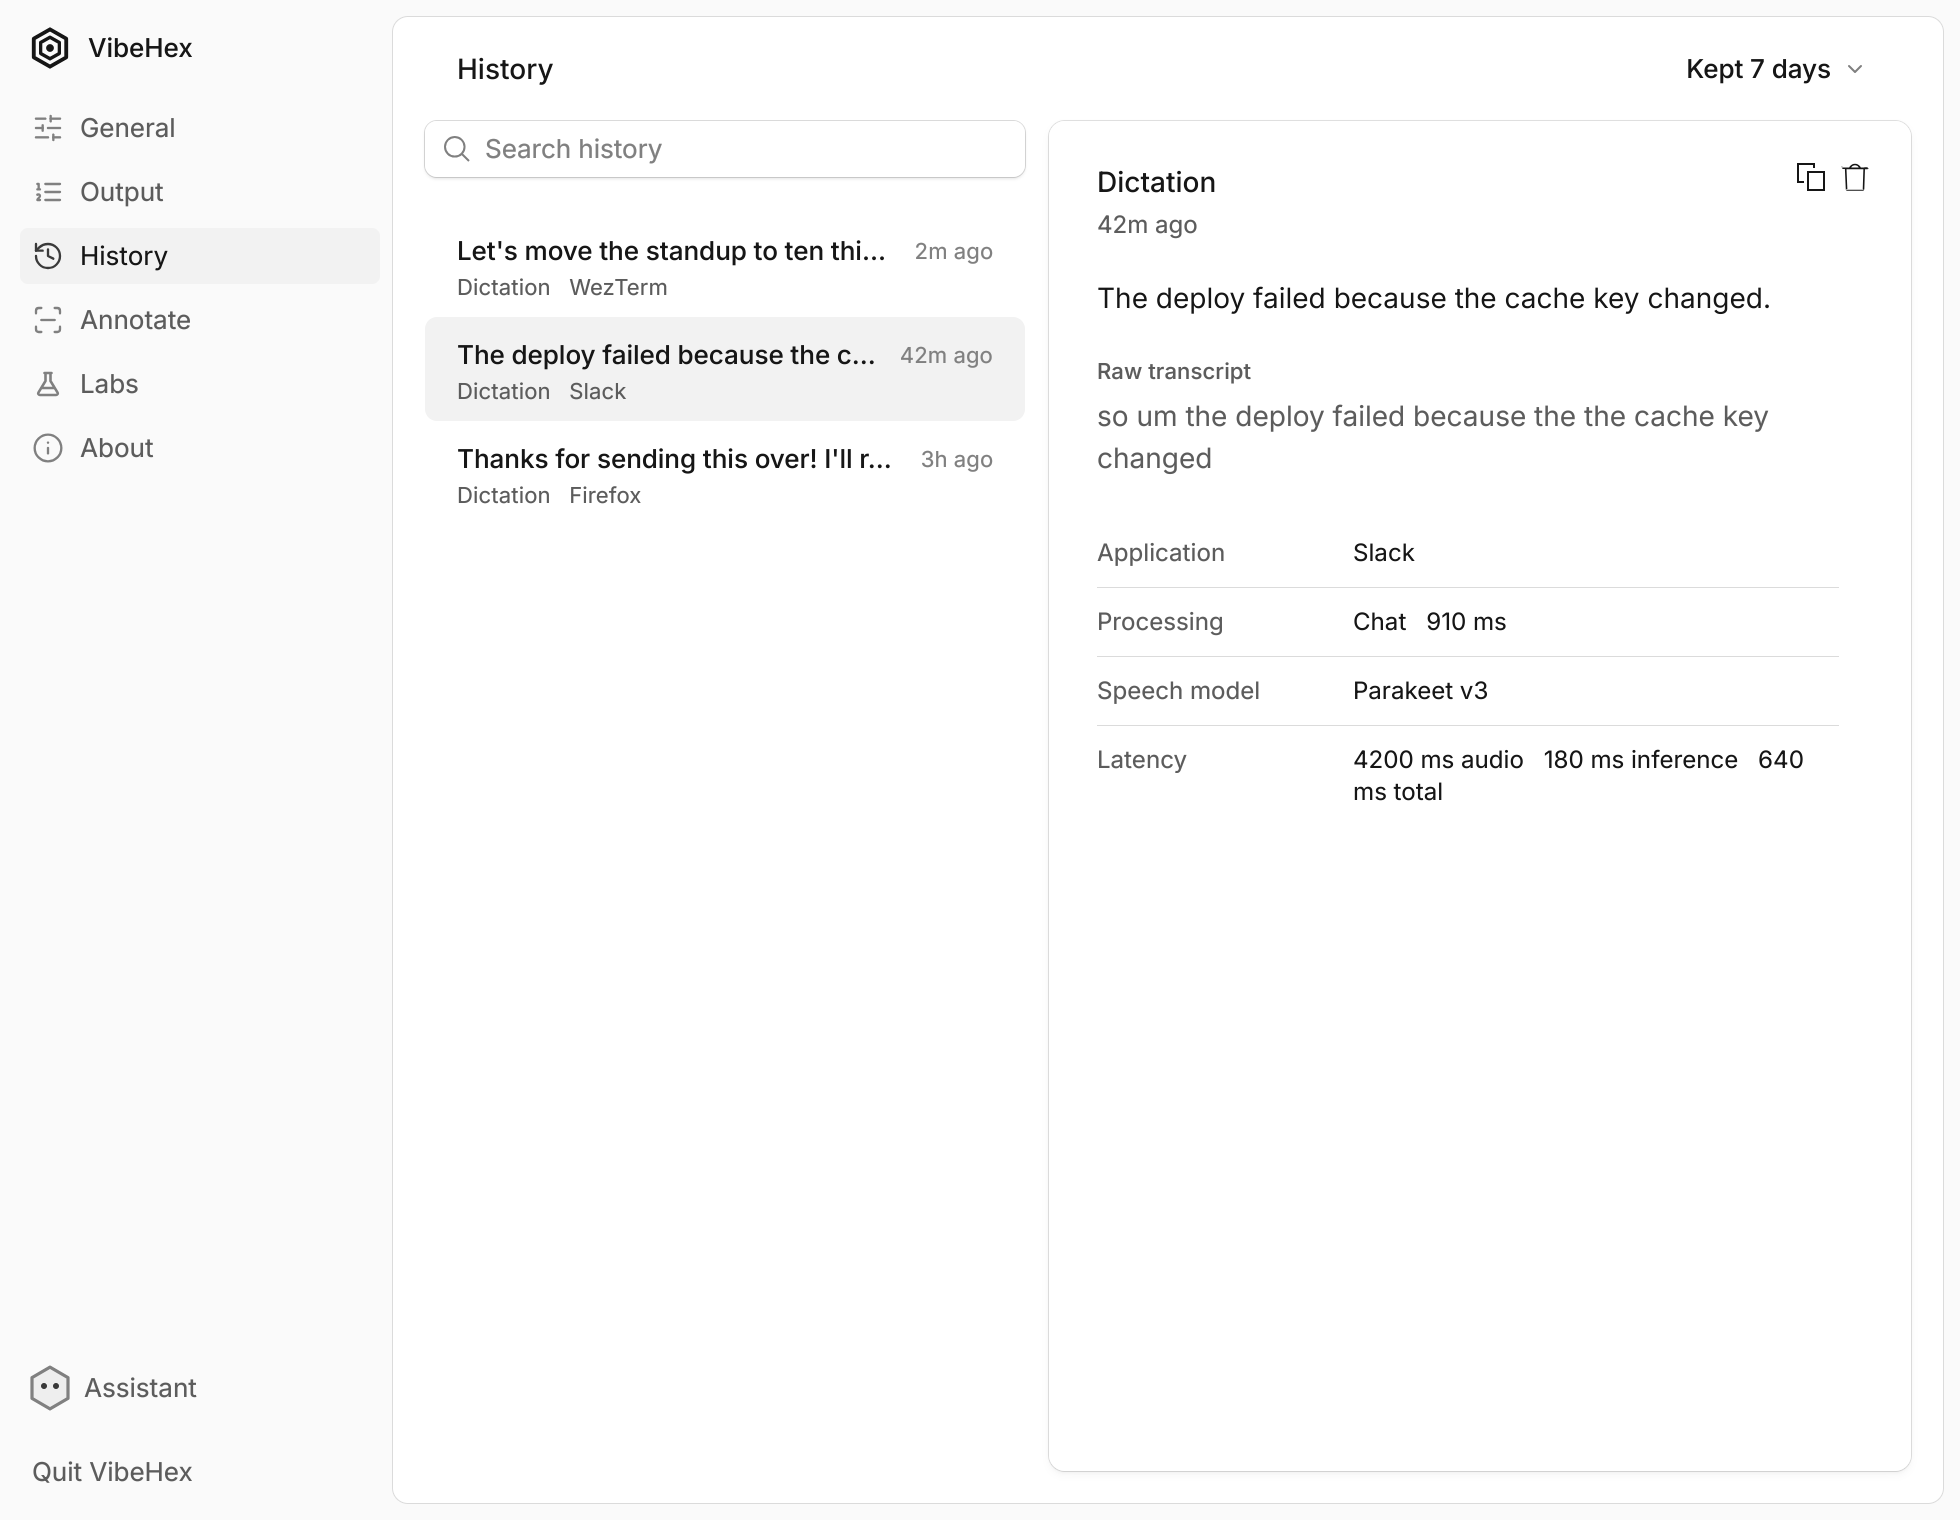 VibeHex
General
Output
History
Annotate
Labs
About
Assistant
Quit VibeHex
History
Kept 7 days
Search history
Let's move the standup to ten thi... 2m ago
Dictation WezTerm
The deploy failed because the c... 42m ago
Dictation Slack
Thanks for sending this over! I'll r... 3h ago
Dictation Firefox
Dictation
42m ago
The deploy failed because the cache key changed.
Raw transcript
so um the deploy failed because the the cache key
changed
Application Slack
Processing Chat 910 ms
Speech model Parakeet v3
Latency 4200 ms audio 180 ms inference 640
ms total